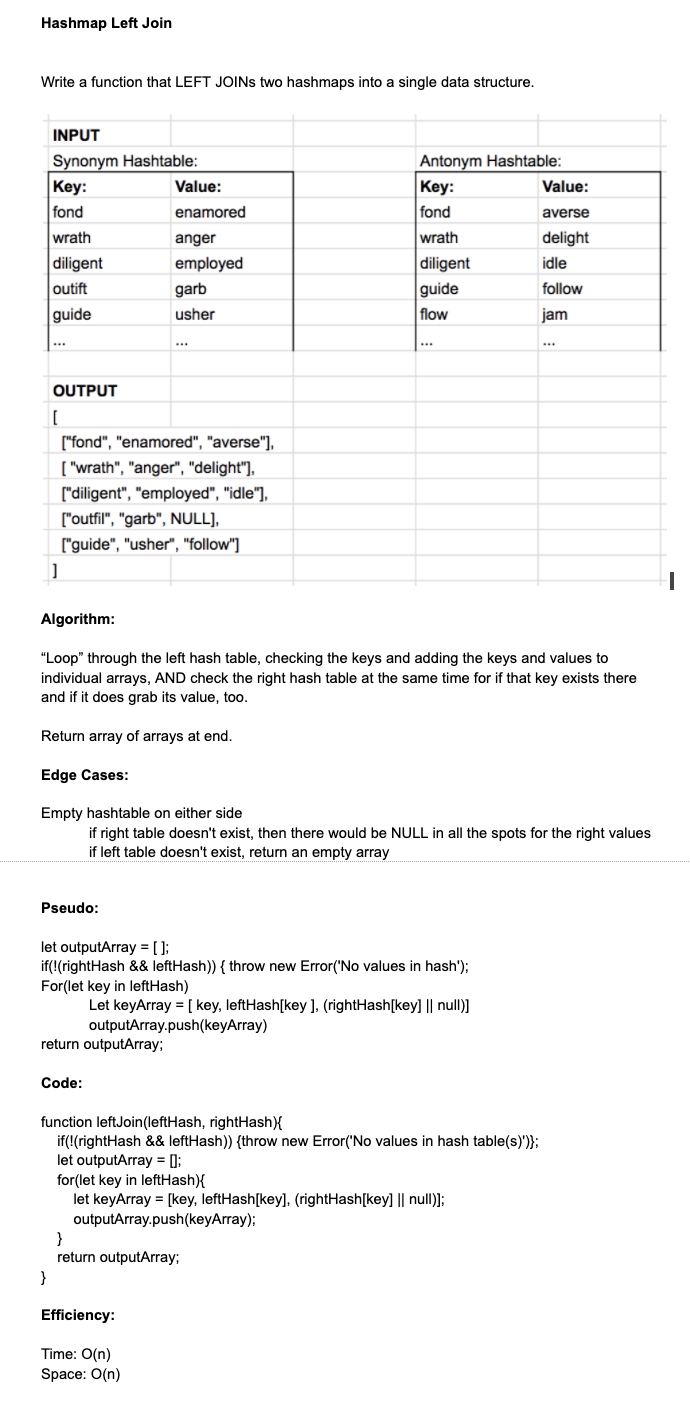 Hashmap Left Join
Write a function that LEFT JOINs two hashmaps into a single data structure.
INPUT
Synonym Hashtable: Antonym Hashtable:
Key: Value: Key: Value:
fond enamored fond averse
wrath anger wrath delight
diligent employed diligent idle
outift garb guide follow
guide usher flow jam
... ... ... ...
OUTPUT
[
["fond", "enamored", "averse"],
[ "wrath", "anger", "delight"],
["diligent", "employed", "idle"],
["outfil", "garb", NULL],
["guide", "usher", "follow"]
]
Algorithm:
“Loop” through the left hash table, checking the keys and adding the keys and values to
individual arrays, AND check the right hash table at the same time for if that key exists there
and if it does grab its value, too.
Return array of arrays at end.
Edge Cases:
Empty hashtable on either side
if right table doesn't exist, then there would be NULL in all the spots for the right values
if left table doesn't exist, return an empty array
Pseudo:
let outputArray = [ ];
if(!(rightHash && leftHash)) { throw new Error('No values in hash');
For(let key in leftHash)
Let keyArray = [ key, leftHash[key ], (rightHash[key] || null)]
outputArray.push(keyArray)
return outputArray;
Code:
function leftJoin(leftHash, rightHash){
if(!(rightHash && leftHash)) {throw new Error('No values in hash table(s)')};
let outputArray = [];
for(let key in leftHash){
let keyArray = [key, leftHash[key], (rightHash[key] || null)];
outputArray.push(keyArray);
}
return outputArray;
}
Efficiency:
Time: O(n)
Space: O(n)